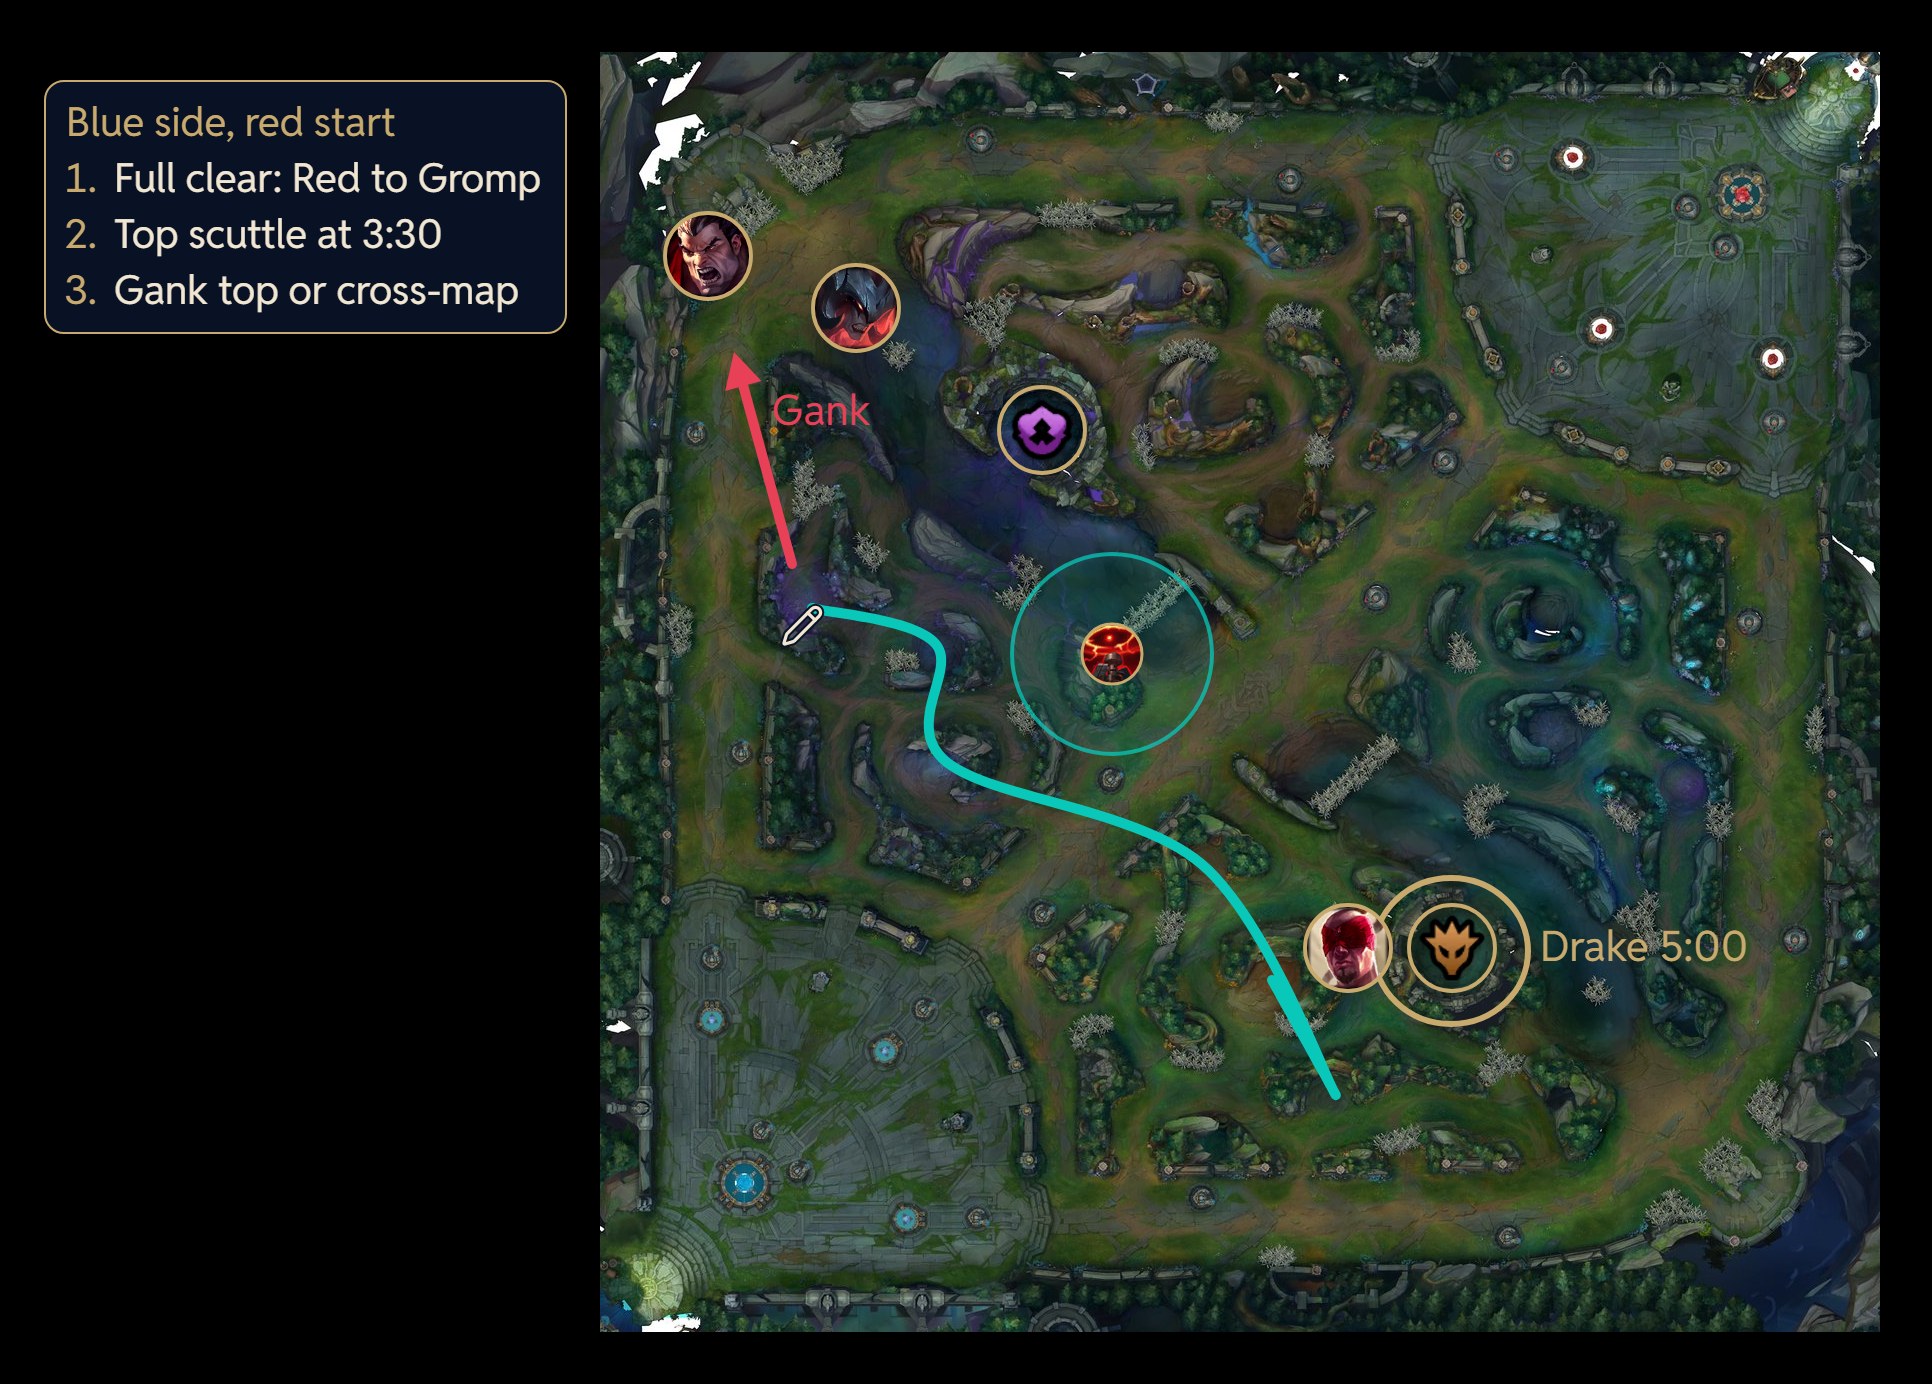 Blue side, red start
1. Full clear: Red to Gromp
2. Top scuttle at 3:30
3. Gank top or cross-map
Gank
Drake 5:00